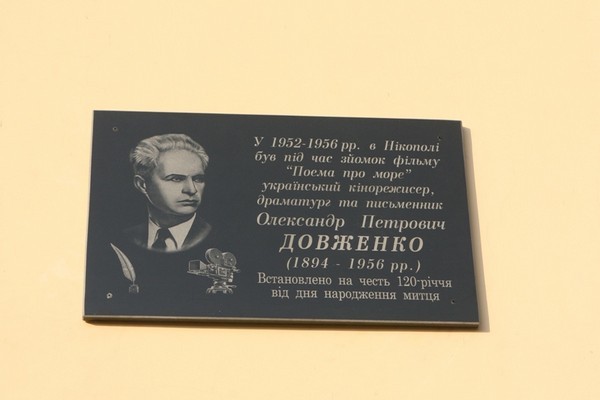 У 1952-1956 рр. в Нікополі
був під час зйомок фільму
“Поема про море”
український кінорежисер,
драматург та письменник
Олександр Петрович
ДОВЖЕНКО
(1894 - 1956 рр.)
Встановлено на честь 120-річчя
від дня народження митця